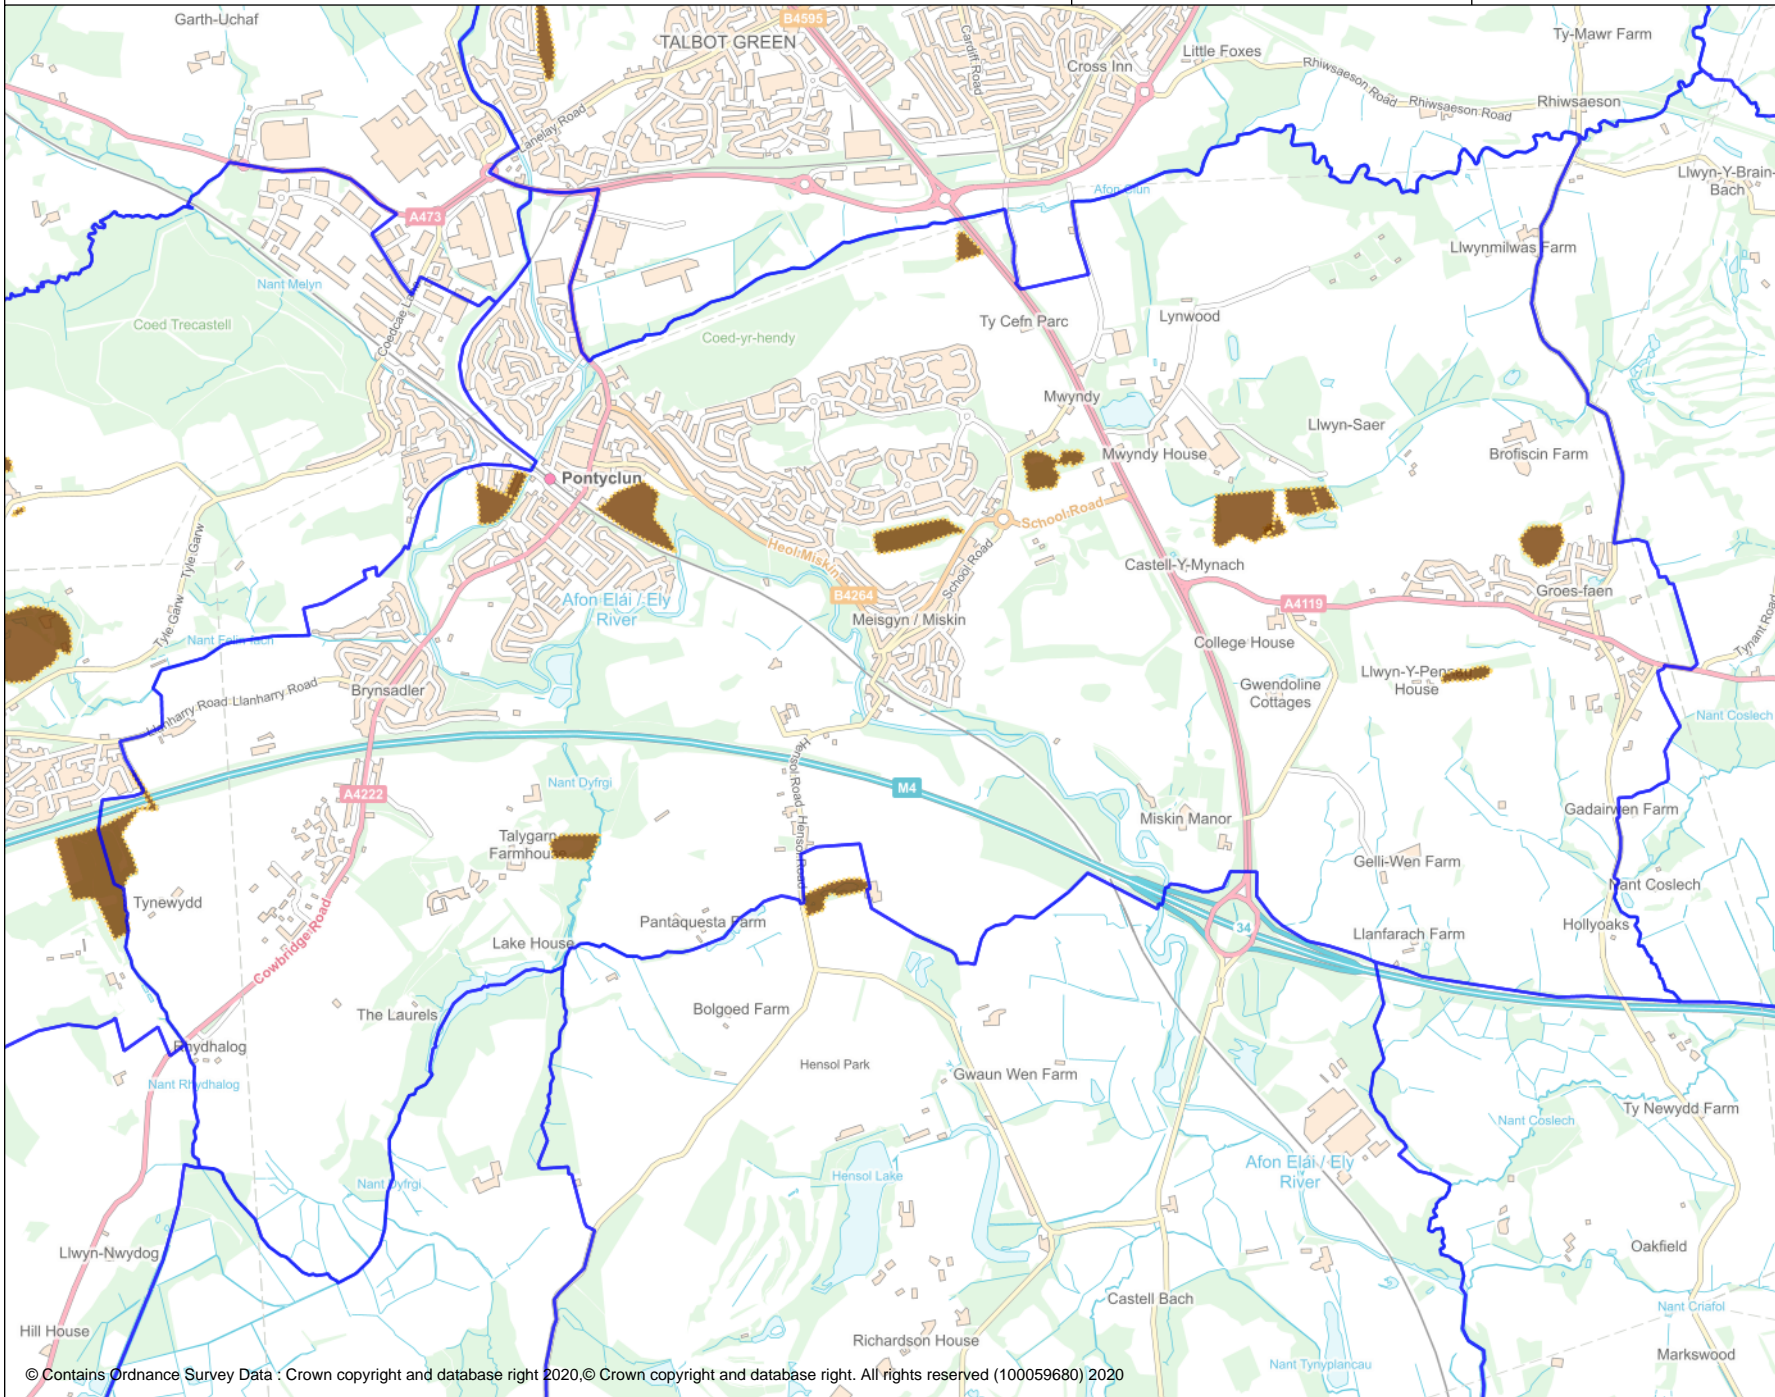 Garth-Uchaf
B4595
TALBOT GREEN
Cardiff Road
Cross Inn
Little Foxes
Rhiwsaeson Road
Rhiwsaeson Road
Ty-Mawr Farm
Rhiwsaeson
Lanelay Road
Llwyn-Y-Brain-
Bach
Afon Clun
A473
Llwynmilwas Farm
Nant Melyn
Coed Trecastell
Coedcae Lane
Coed-yr-hendy
Ty Cefn Parc
Lynwood
Mwyndy
Llwyn-Saer
Mwyndy House
Brofiscin Farm
Pontyclun
School Road
Heol Miskin
School Road
Tyle Garw
Tyle Garw
Castell-Y-Mynach
Groes-faen
B4264
A4119
Afon Elái / Ely
River
Meisgyn / Miskin
Nant Felin-fach
College House
Tynant Road
Llwyn-Y-Pennau
House
Gwendoline
Cottages
Brynsadler
Llanharry Road
Llanharry Road
Nant Coslech
Hensol Road
Hensol Road
Nant Dyfrgi
M4
A4222
Talygarn
Farmhouse
Miskin Manor
Gadairwen Farm
Gelli-Wen Farm
Nant Coslech
Tynewydd
Pantaquesta Farm
Hollyoaks
Llanfarach Farm
34
Lake House
Cowbridge Road
The Laurels
Bolgoed Farm
Rhydhalog
Hensol Park
Gwaun Wen Farm
Nant Rhydhalog
Ty Newydd Farm
Nant Coslech
Afon Elái / Ely
River
Hensol Lake
Nant Dyfrgi
Llwyn-Nwydog
Oakfield
Castell Bach
Nant Criafol
Hill House
Richardson House
Nant Tynyplancau
Markswood
© Contains Ordnance Survey Data : Crown copyright and database right 2020,© Crown copyright and database right. All rights reserved (100059680) 2020